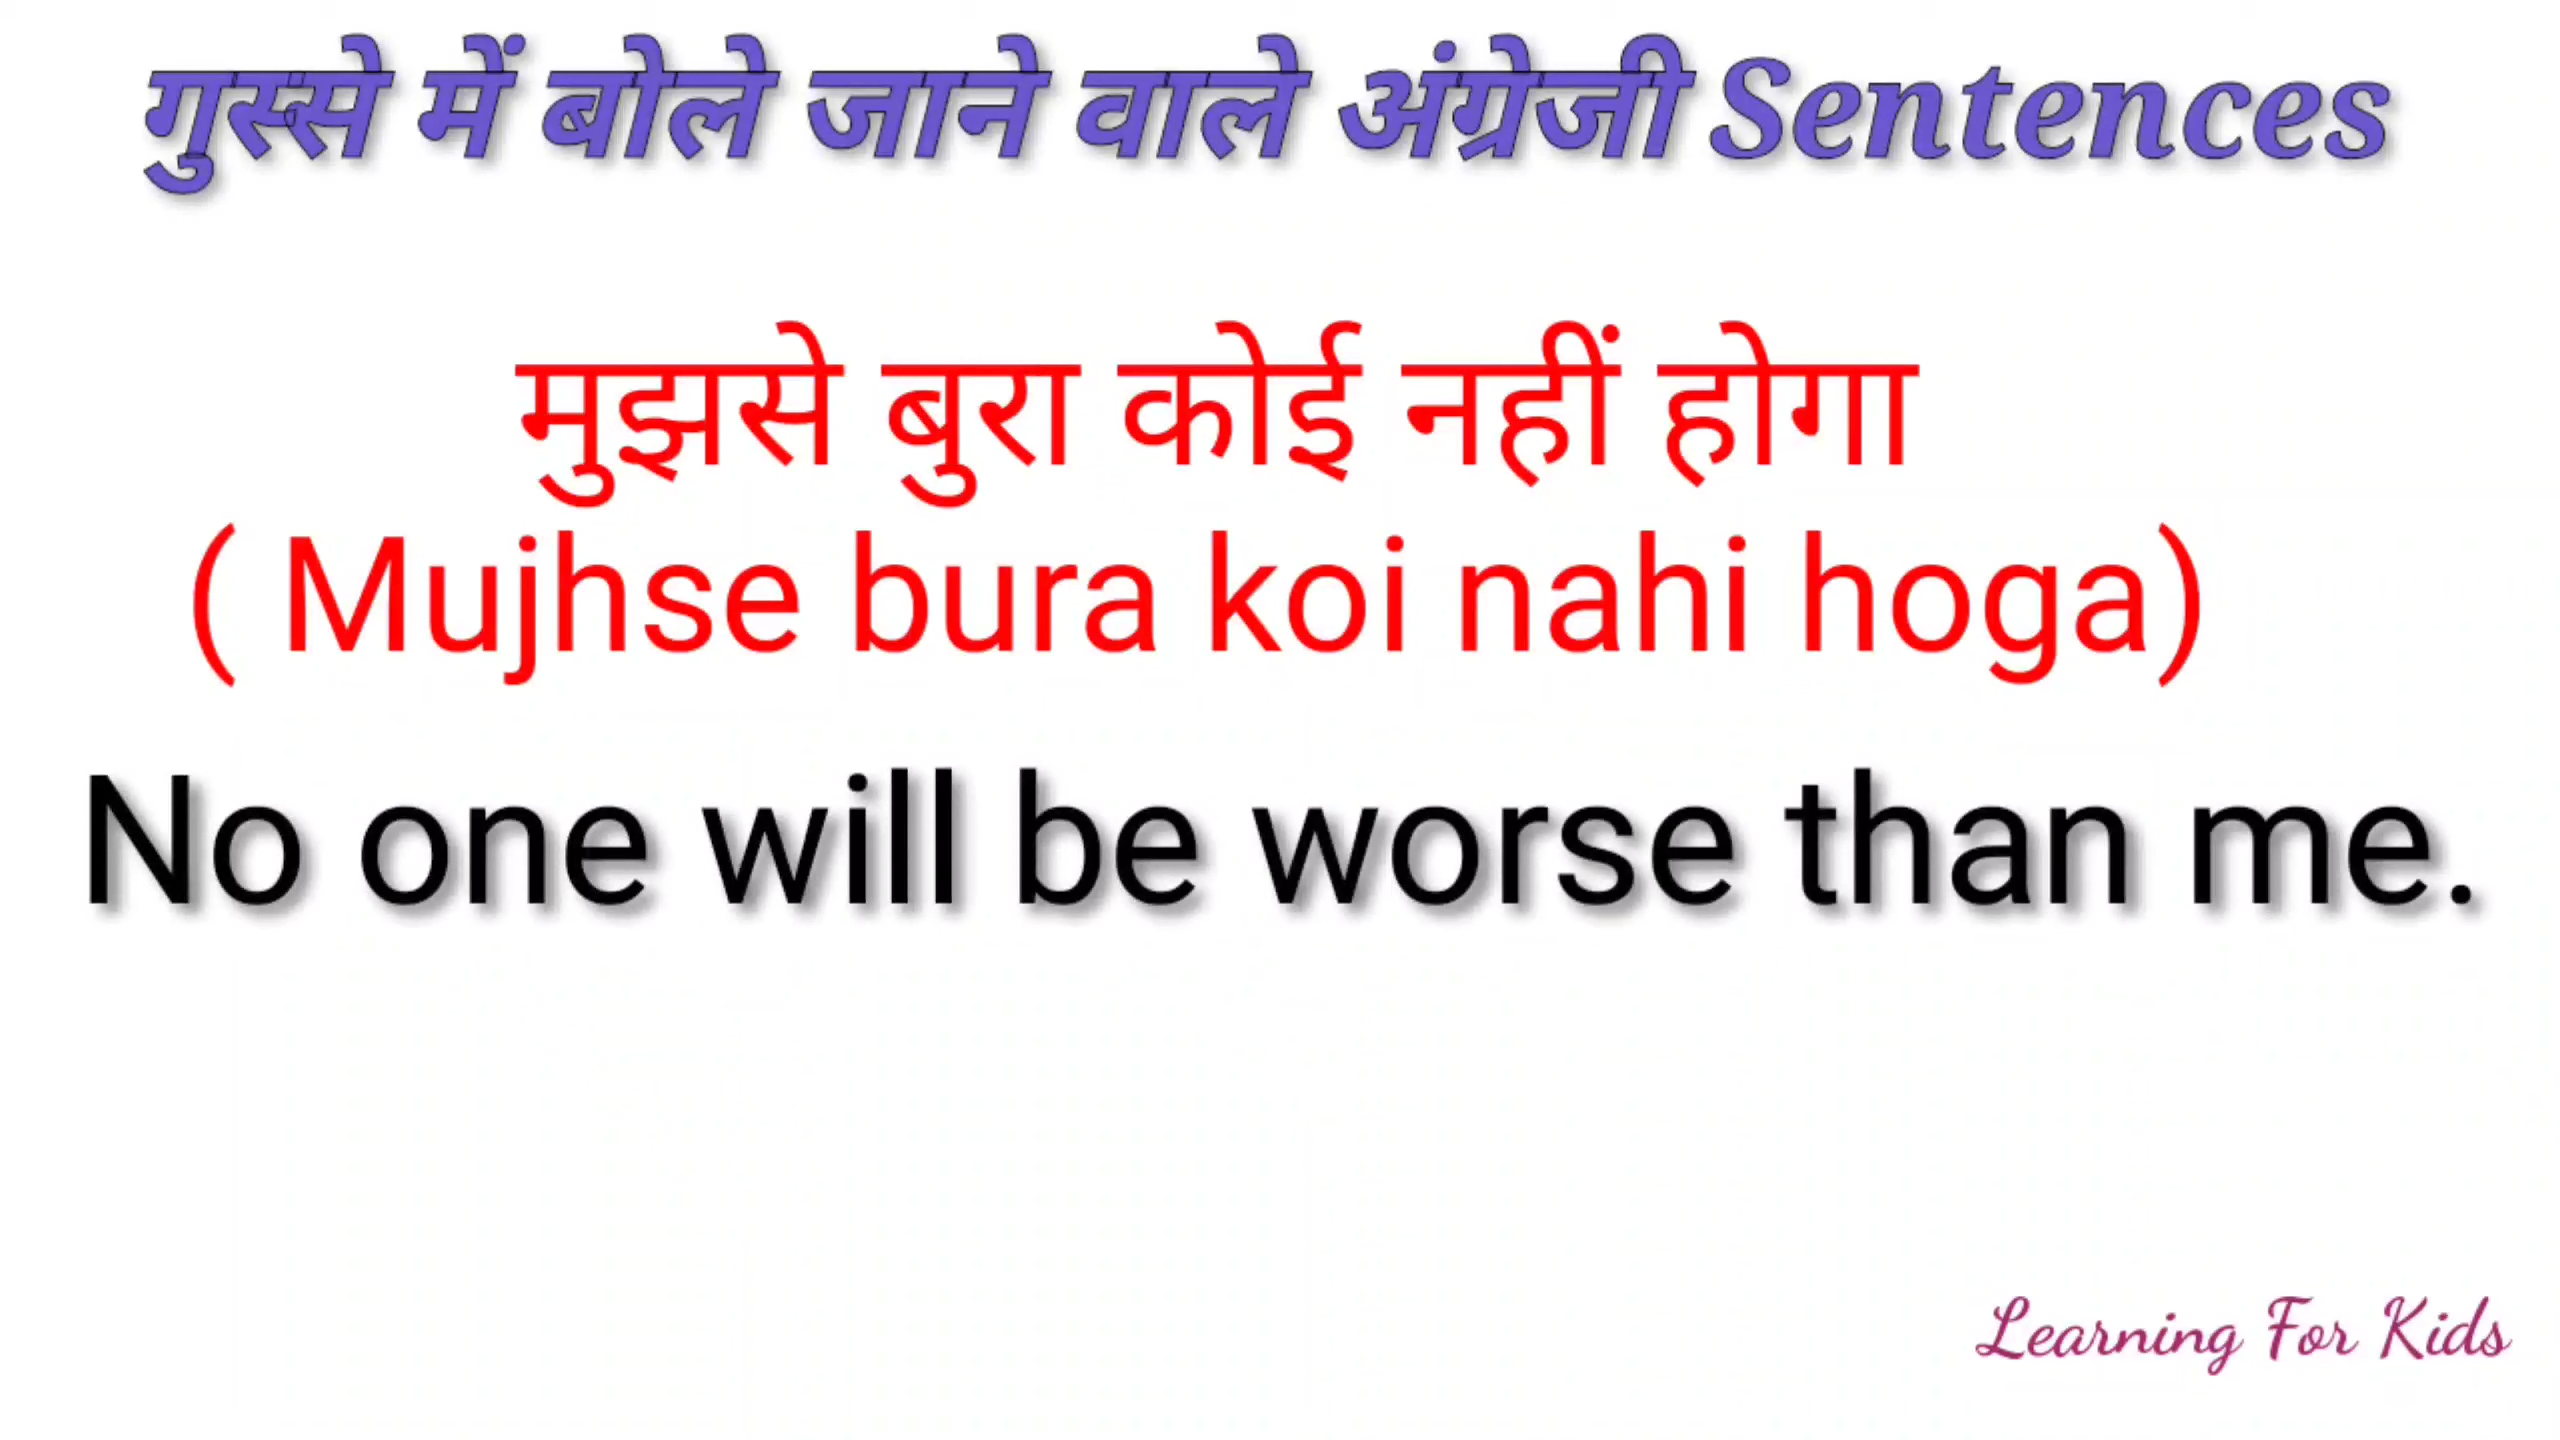 गुस्से में बोले जाने वाले अंग्रेजी Sentences
मुझसे बुरा कोई नहीं होगा
( Mujhse bura koi nahi hoga)
No one will be worse than me.
Learning For Kids